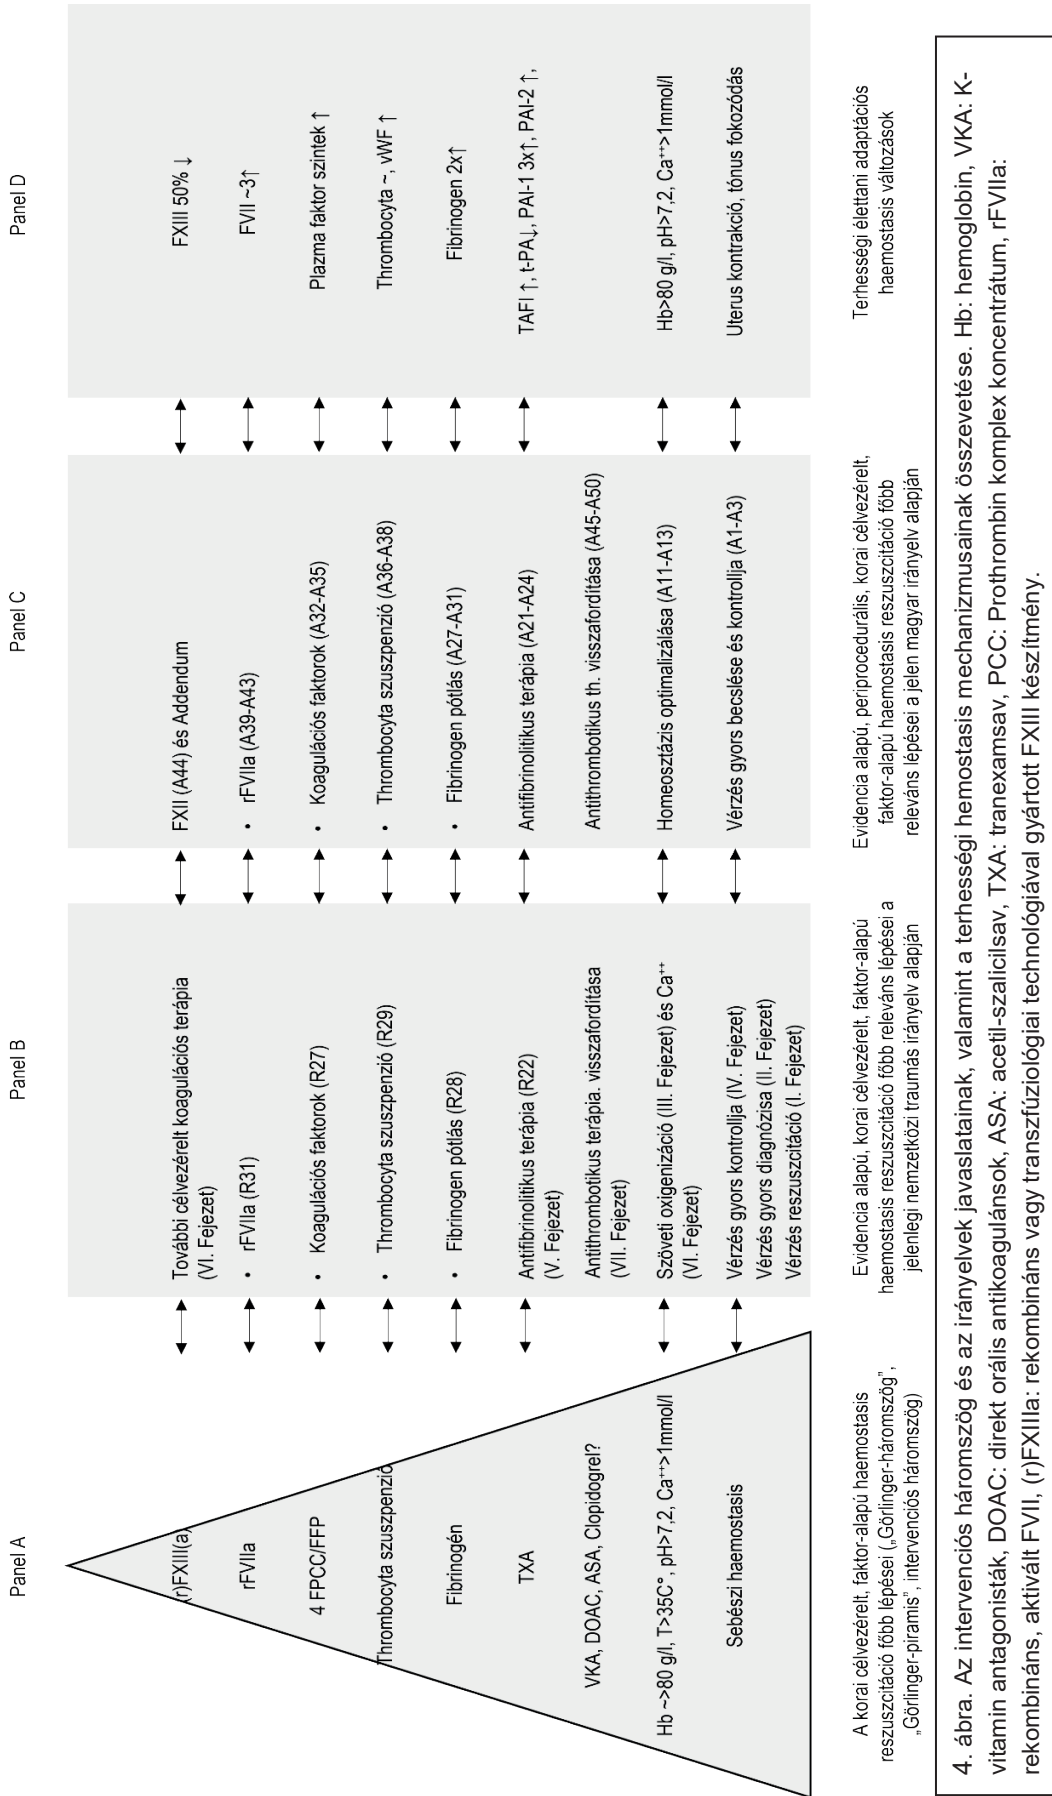 Panel A
(r)FXIII(a)
rFVIIa
4 FPCC/FFP
Thrombocyta szuszpenzió
Fibrinogén
TXA
VKA, DOAC, ASA, Clopidogrel?
Hb ~>80 g/l, T>35C°, pH>7,2, Ca⁺⁺>1mmol/l
Sebészi haemostasis
A korai célvezérelt, faktor-alapú haemostasis
reszuszcitáció főbb lépései („Görlinger-háromszög”,
„Görlinger-piramis”, intervenciós háromszög)
Panel B
További célvezérelt koagulációs terápia
(VI. Fejezet)
• rFVIIa (R31)
• Koagulációs faktorok (R27)
• Thrombocyta szuszpenzió (R29)
• Fibrinogen pótlás (R28)
Antifibrinolitikus terápia (R22)
(V. Fejezet)
Antithrombotikus terápia. visszafordítása
(VII. Fejezet)
Szöveti oxigenizáció (III. Fejezet) és Ca⁺⁺
(VI. Fejezet)
Vérzés gyors kontrollja (IV. Fejezet)
Vérzés gyors diagnózisa (II. Fejezet)
Vérzés reszuszcitáció (I. Fejezet)
Evidencia alapú, korai célvezérelt, faktor-alapú
haemostasis reszuszcitáció főbb releváns lépései a
jelenlegi nemzetközi traumás irányelv alapján
Panel C
FXII (A44) és Addendum
• rFVIIa (A39-A43)
• Koagulációs faktorok (A32-A35)
• Thrombocyta szuszpenzió (A36-A38)
• Fibrinogen pótlás (A27-A31)
Antifibrinolitikus terápia (A21-A24)
Antithrombotikus th. visszafordítása (A45-A50)
Homeosztázis optimalizálása (A11-A13)
Vérzés gyors becslése és kontrollja (A1-A3)
Evidencia alapú, periprocedurális, korai célvezérelt,
faktor-alapú haemostasis reszuszcitáció főbb
releváns lépései a jelen magyar irányelv alapján
Panel D
FXIII 50% ↓
FVII ~3↑
Plazma faktor szintek ↑
Thrombocyta ~, vWF ↑
Fibrinogen 2x↑
TAFI ↑, t-PA↓, PAI-1 3x↑, PAI-2 ↑,
Hb>80 g/l, pH>7,2, Ca⁺⁺>1mmol/l
Uterus kontrakció, tónus fokozódás
Terhességi élettani adaptációs
haemostasis változások
4. ábra. Az intervenciós háromszög és az irányelvek javaslatainak, valamint a terhességi hemostasis mechanizmusainak összevetése. Hb: hemoglobin, VKA: K-
vitamin antagonisták, DOAC: direkt orális antikoagulánsok, ASA: acetil-szalicilsav, TXA: tranexamsav, PCC: Prothrombin komplex koncentrátum, rFVIIa:
rekombináns, aktivált FVII, (r)FXIIIa: rekombináns vagy transzfúziológiai technológiával gyártott FXIII készítmény.